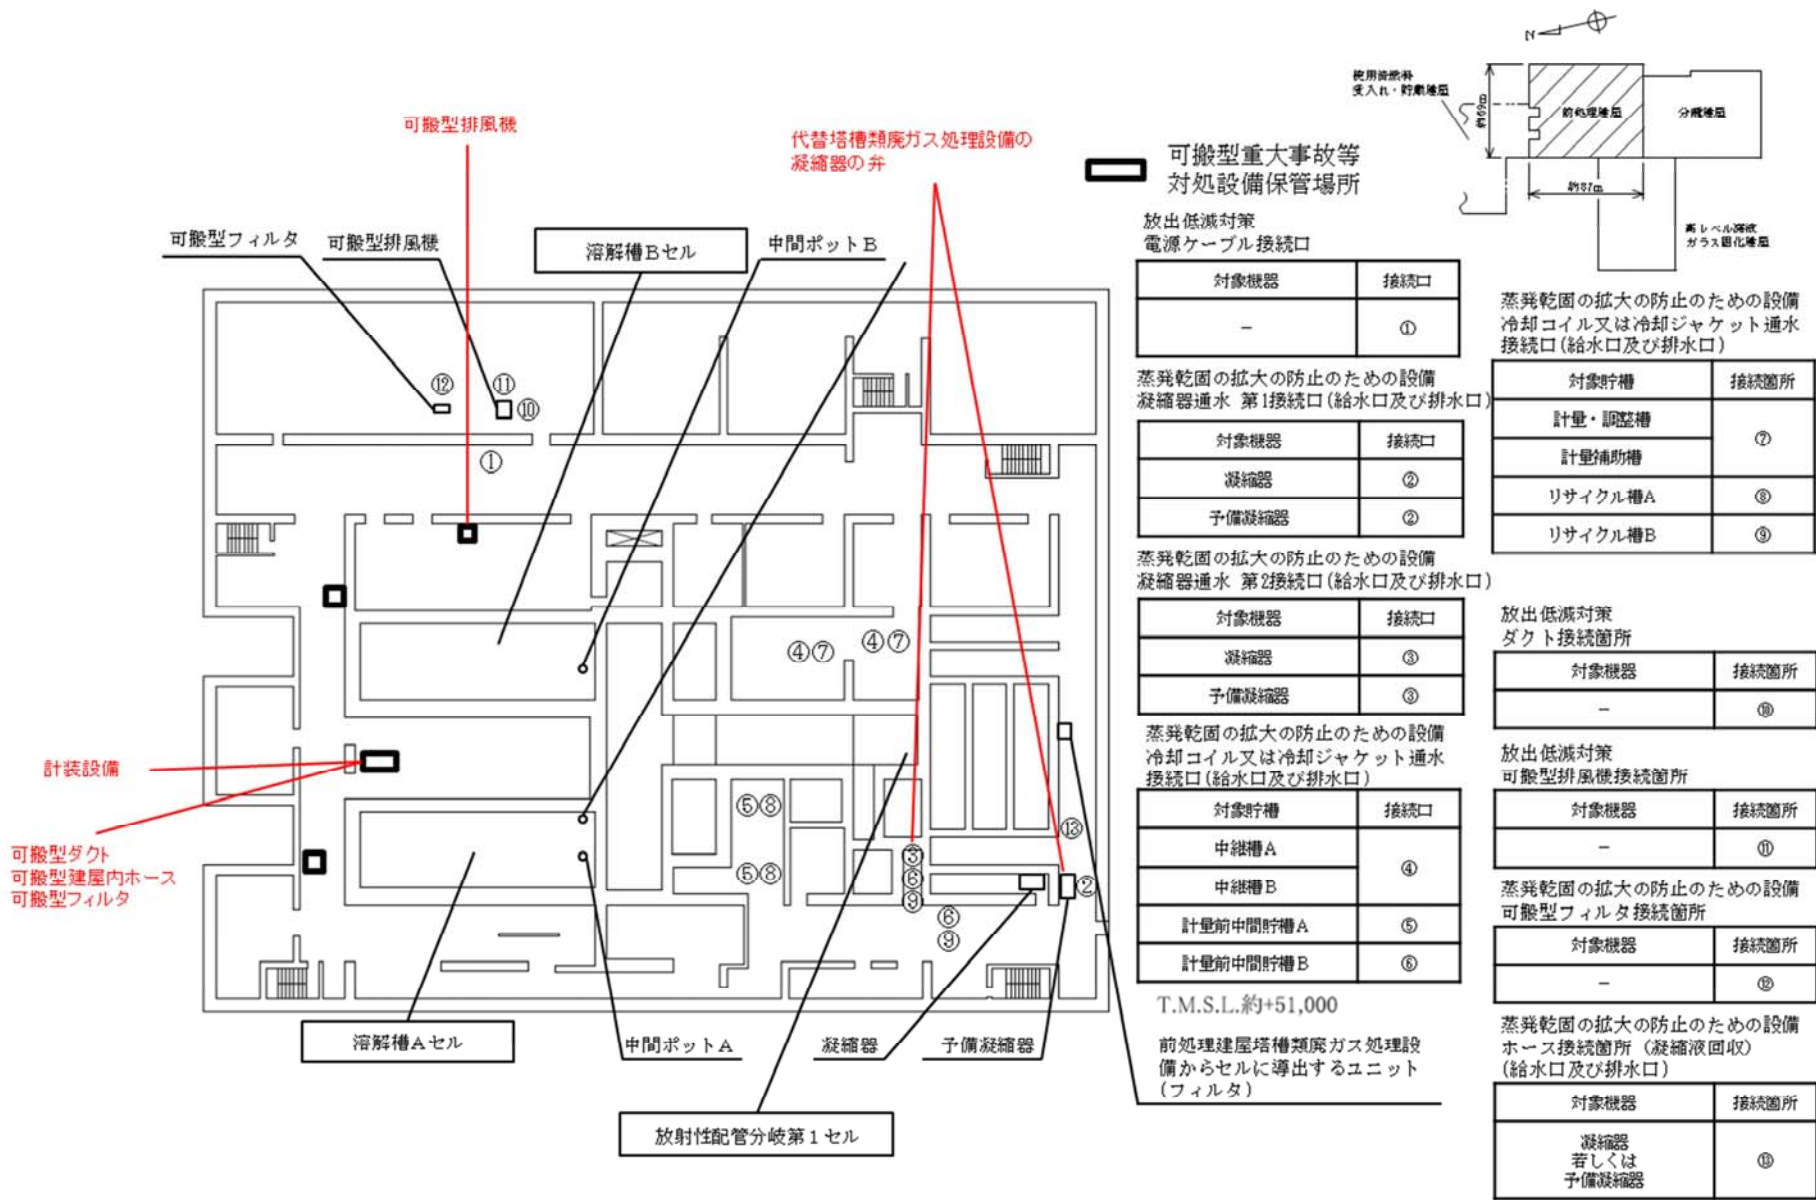 可搬型排風機
代替塔槽類廃ガス処理設備の
凝縮器の弁
可搬型フィルタ
可搬型排風機
溶解槽Bセル
中間ポットB
⑫
⑪
⑩
①
④⑦
④⑦
計装設備
可搬型ダクト
可搬型建屋内ホース
可搬型フィルタ
⑤⑧
⑤⑧
⑬
③
⑥
⑨
②
⑥
⑨
溶解槽Aセル
中間ポットA
凝縮器
予備凝縮器
放射性配管分岐第1セル
可搬型重大事故等
対処設備保管場所
N
使用済燃料
受入れ・貯蔵建屋
約69m
前処理建屋
分離建屋
約87m
高レベル廃液
ガラス固化建屋
放出低減対策
電源ケーブル接続口
対象機器 接続口
− ①
蒸発乾固の拡大の防止のための設備
凝縮器通水 第1接続口(給水口及び排水口)
対象機器 接続口
凝縮器 ②
予備凝縮器 ②
蒸発乾固の拡大の防止のための設備
凝縮器通水 第2接続口(給水口及び排水口)
対象機器 接続口
凝縮器 ③
予備凝縮器 ③
蒸発乾固の拡大の防止のための設備
冷却コイル又は冷却ジャケット通水
接続口(給水口及び排水口)
対象貯槽 接続口
中継槽A ④
中継槽B
計量前中間貯槽A ⑤
計量前中間貯槽B ⑥
T.M.S.L.約+51,000
前処理建屋塔槽類廃ガス処理設
備からセルに導出するユニット
(フィルタ)
蒸発乾固の拡大の防止のための設備
冷却コイル又は冷却ジャケット通水
接続口(給水口及び排水口)
対象貯槽 接続箇所
計量・調整槽 ⑦
計量補助槽
リサイクル槽A ⑧
リサイクル槽B ⑨
放出低減対策
ダクト接続箇所
対象機器 接続箇所
− ⑩
放出低減対策
可搬型排風機接続箇所
対象機器 接続箇所
− ⑪
蒸発乾固の拡大の防止のための設備
可搬型フィルタ接続箇所
対象機器 接続箇所
− ⑫
蒸発乾固の拡大の防止のための設備
ホース接続箇所 (凝縮液回収)
(給水口及び排水口)
対象機器 接続箇所
凝縮器
若しくは
予備凝縮器 ⑬